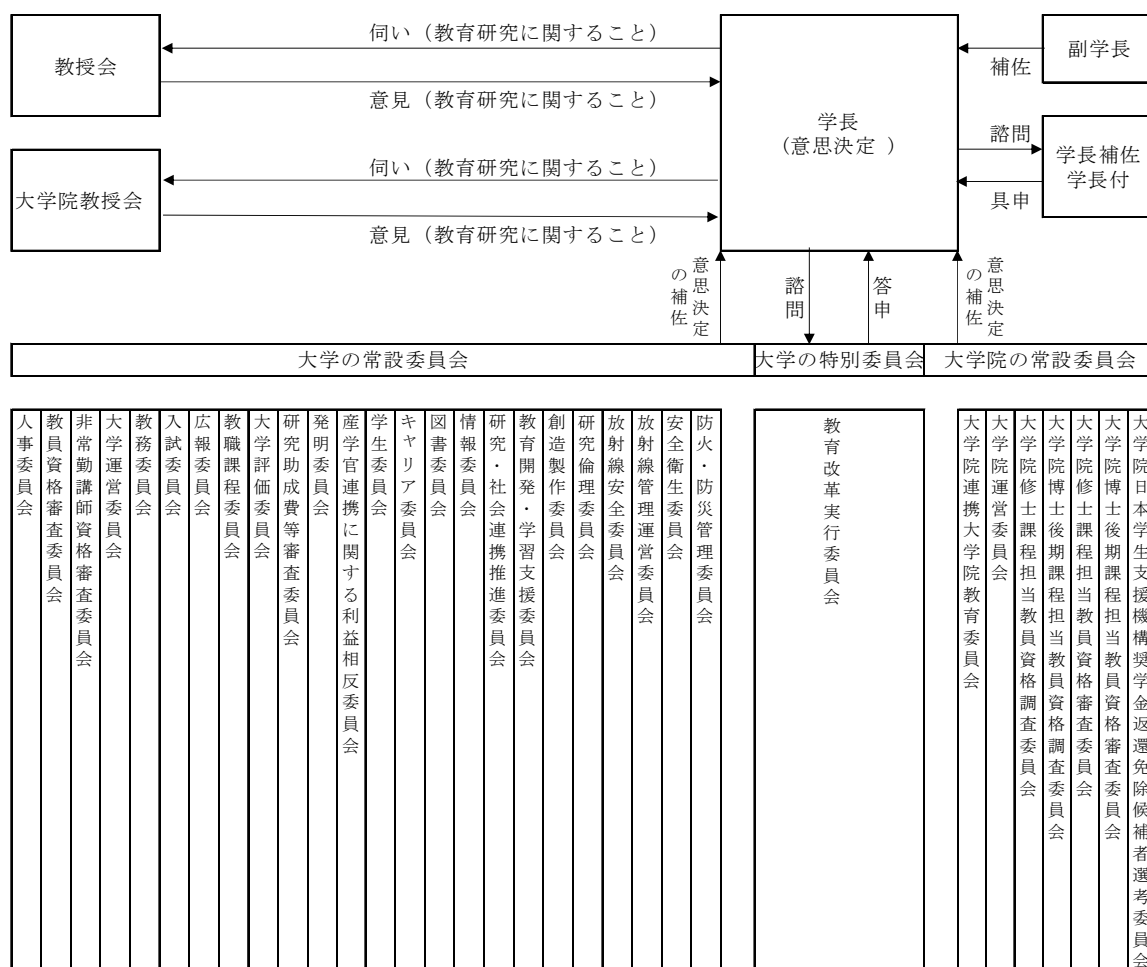 教授会
伺い（教育研究に関すること）
意見（教育研究に関すること）
大学院教授会
伺い（教育研究に関すること）
意見（教育研究に関すること）
学長
(意思決定 )
副学長
補佐
諮問
学長補佐
学長付
具申
意思決定
の補佐
諮問
答申
意思決定
の補佐
大学の常設委員会
大学の特別委員会
大学院の常設委員会
人事委員会
教員資格審査委員会
非常勤講師資格審査委員会
大学運営委員会
教務委員会
入試委員会
広報委員会
教職課程委員会
大学評価委員会
研究助成費等審査委員会
発明委員会
産学官連携に関する利益相反委員会
学生委員会
キャリア委員会
図書委員会
情報委員会
研究・社会連携推進委員会
教育開発・学習支援委員会
創造製作委員会
研究倫理委員会
放射線安全委員会
放射線管理運営委員会
安全衛生委員会
防火・防災管理委員会
教育改革実行委員会
大学院連携大学院教育委員会
大学院運営委員会
大学院修士課程担当教員資格調査委員会
大学院博士後期課程担当教員資格調査委員会
大学院修士課程担当教員資格審査委員会
大学院博士後期課程担当教員資格審査委員会
大学院日本学生支援機構奨学金返還免除候補者選考委員会